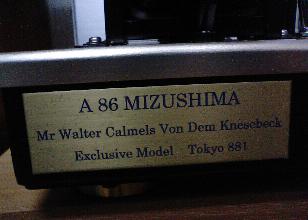 A 86 MIZUSHIMA
Mr Walter Calmels Von Dem Knesebeck
Exclusive Model Tokyo 881